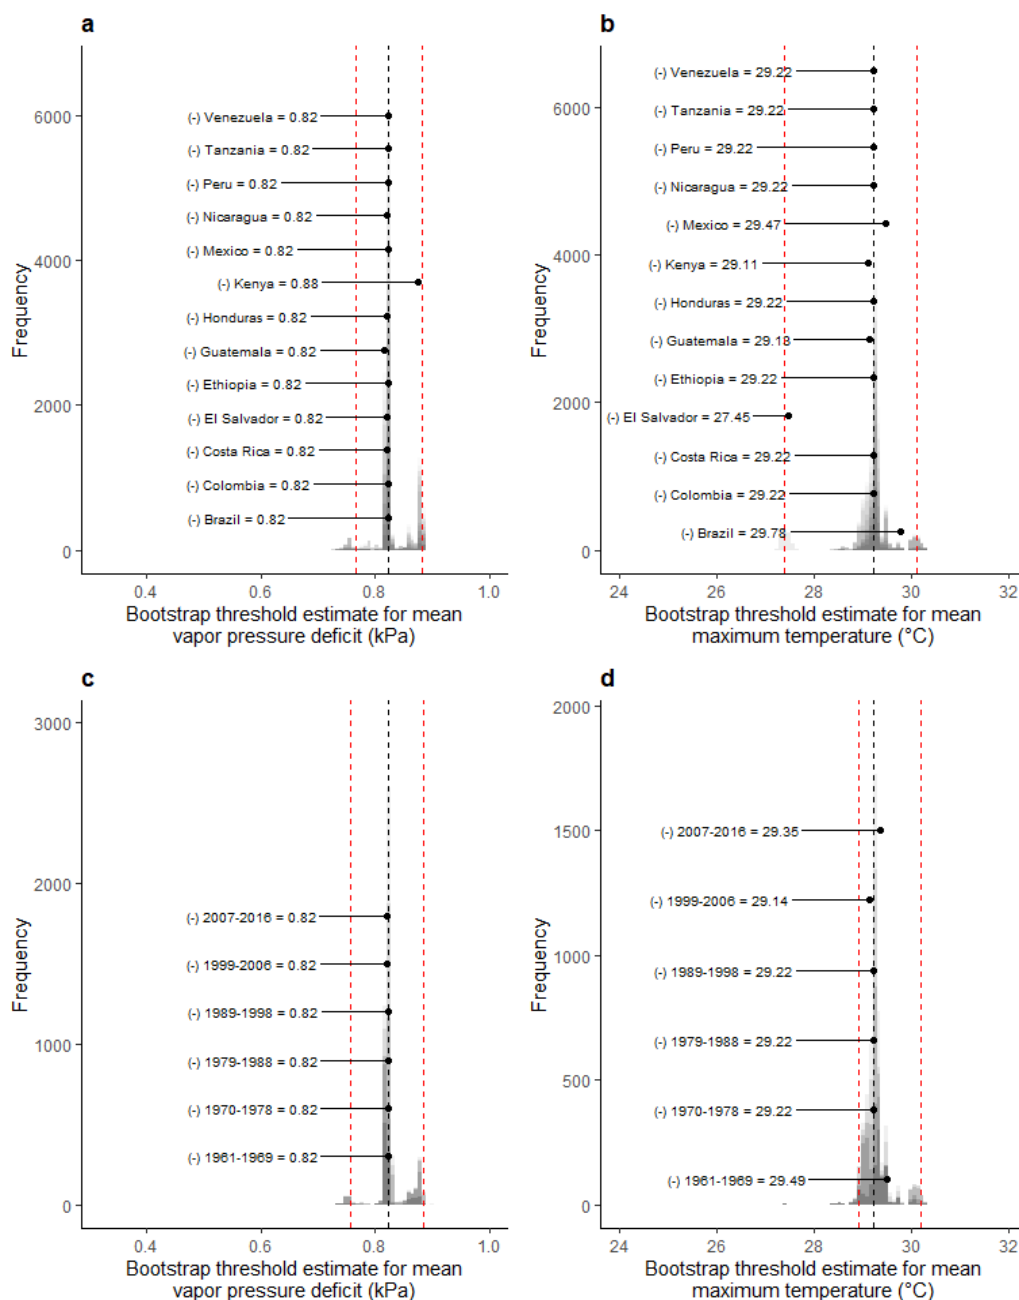 a
Frequency
6000
4000
2000
0
(-) Venezuela = 0.82
(-) Tanzania = 0.82
(-) Peru = 0.82
(-) Nicaragua = 0.82
(-) Mexico = 0.82
(-) Kenya = 0.88
(-) Honduras = 0.82
(-) Guatemala = 0.82
(-) Ethiopia = 0.82
(-) El Salvador = 0.82
(-) Costa Rica = 0.82
(-) Colombia = 0.82
(-) Brazil = 0.82
0.4 0.6 0.8 1.0
Bootstrap threshold estimate for mean
vapor pressure deficit (kPa)
b
Frequency
6000
4000
2000
0
(-) Venezuela = 29.22
(-) Tanzania = 29.22
(-) Peru = 29.22
(-) Nicaragua = 29.22
(-) Mexico = 29.47
(-) Kenya = 29.11
(-) Honduras = 29.22
(-) Guatemala = 29.13
(-) Ethiopia = 29.22
(-) El Salvador = 27.45
(-) Costa Rica = 29.22
(-) Colombia = 29.22
(-) Brazil = 29.78
24 26 28 30 32
Bootstrap threshold estimate for mean
maximum temperature (°C)
c
Frequency
3000
2000
1000
0
(-) 2007-2016 = 0.82
(-) 1999-2006 = 0.82
(-) 1989-1998 = 0.82
(-) 1979-1988 = 0.82
(-) 1970-1978 = 0.82
(-) 1961-1969 = 0.82
0.4 0.6 0.8 1.0
Bootstrap threshold estimate for mean
vapor pressure deficit (kPa)
d
Frequency
2000
1500
1000
500
0
(-) 2007-2016 = 29.35
(-) 1999-2006 = 29.14
(-) 1989-1998 = 29.22
(-) 1979-1988 = 29.22
(-) 1970-1978 = 29.22
(-) 1961-1969 = 29.49
24 26 28 30 32
Bootstrap threshold estimate for mean
maximum temperature (°C)